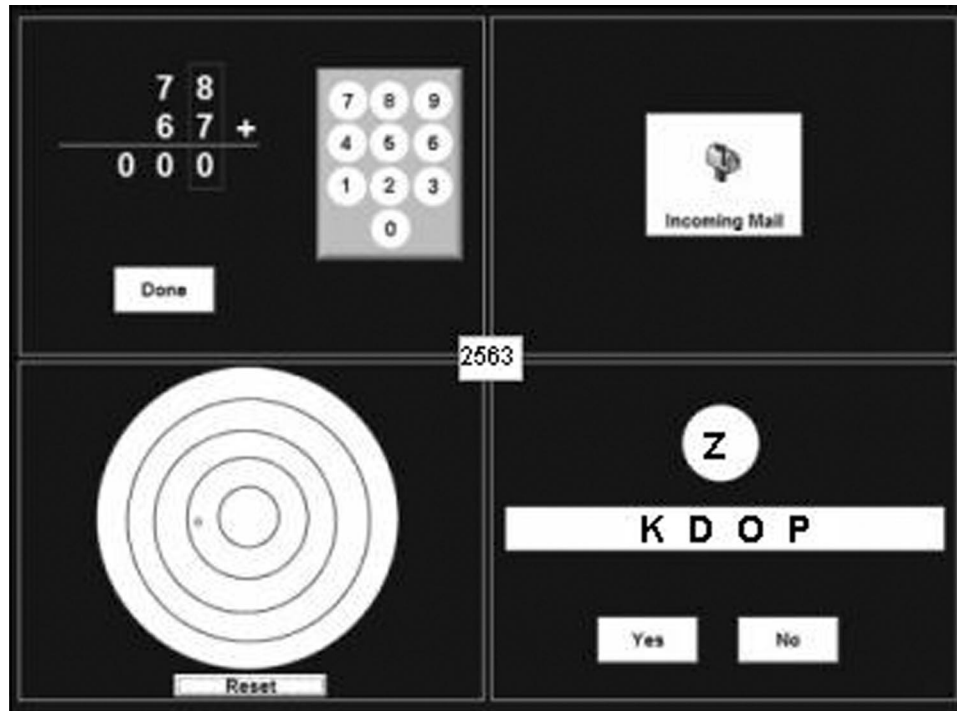 7 8
6 7 +
0 0 0
7 8 9
4 5 6
1 2 3
0
Done
Incoming Mail
2563
Reset
Z
K D O P
Yes No